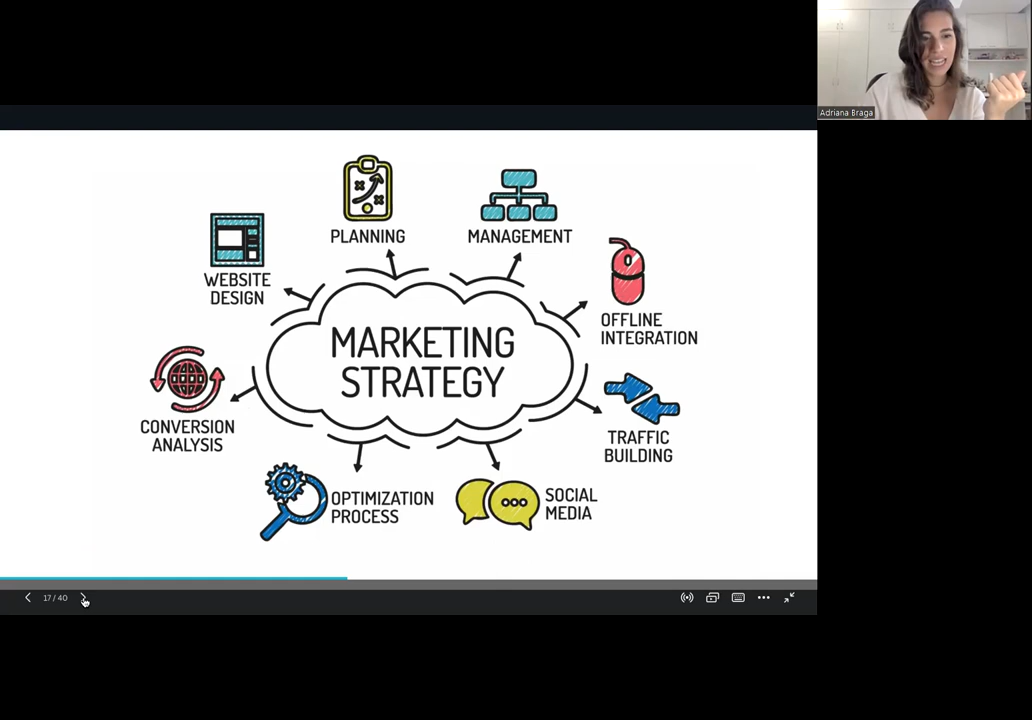 Adriana Braga
PLANNING
MANAGEMENT
WEBSITE
DESIGN
OFFLINE
INTEGRATION
MARKETING
STRATEGY
CONVERSION
ANALYSIS
TRAFFIC
BUILDING
OPTIMIZATION
PROCESS
SOCIAL
MEDIA
17 / 40